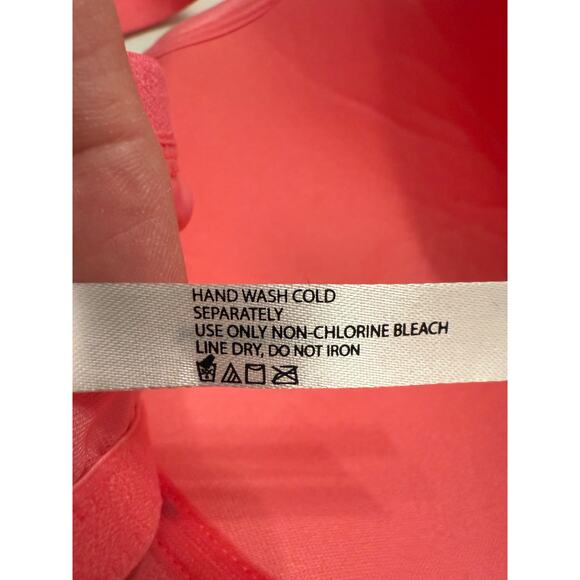 HAND WASH COLD
SEPARATELY
USE ONLY NON-CHLORINE BLEACH
LINE DRY, DO NOT IRON